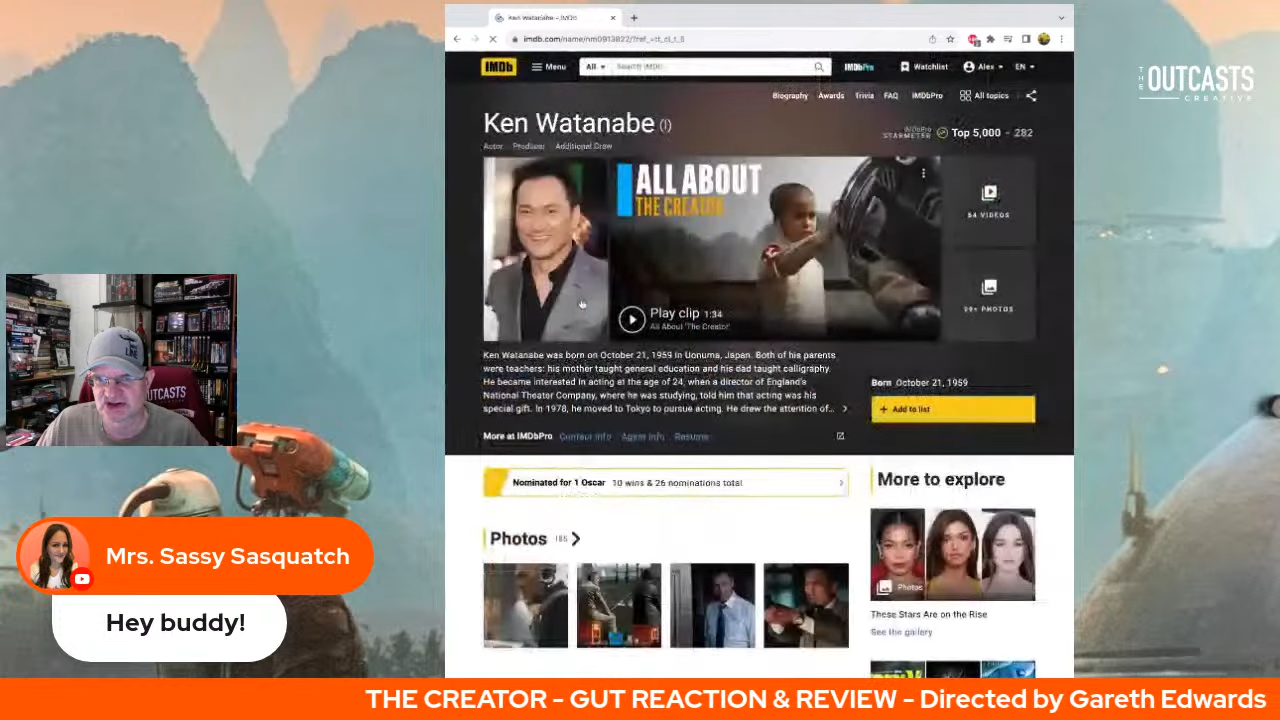 Ken Watanabe - IMDb
imdb.com/name/nm0913822/?ref_=tt_cl_t_6
IMDb
Menu
All
Search IMDb
IMDbPro
Watchlist
Alex
EN
Biography
Awards
Trivia
FAQ
IMDbPro
All topics
Ken Watanabe (I)
Actor Producer Additional Crew
IMDbPro
STARMETER
Top 5,000 282
ALL ABOUT
THE CREATOR
Play clip 1:34
All About 'The Creator'
54 VIDEOS
99+ PHOTOS
Ken Watanabe was born on October 21, 1959 in Uonuma, Japan. Both of his parents
were teachers: his mother taught general education and his dad taught calligraphy.
He became interested in acting at the age of 24, when a director of England's
National Theater Company, where he was studying, told him that acting was his
special gift. In 1978, he moved to Tokyo to pursue acting. He drew the attention of...
Born October 21, 1959
+ Add to list
More at IMDbPro Contact info Agent info Resume
Nominated for 1 Oscar 10 wins & 26 nominations total
More to explore
Photos 186
Photos
These Stars Are on the Rise
See the gallery
THE
OUTCASTS
CREATIVE
OUTCASTS
Mrs. Sassy Sasquatch
Hey buddy!
THE CREATOR - GUT REACTION & REVIEW - Directed by Gareth Edwards